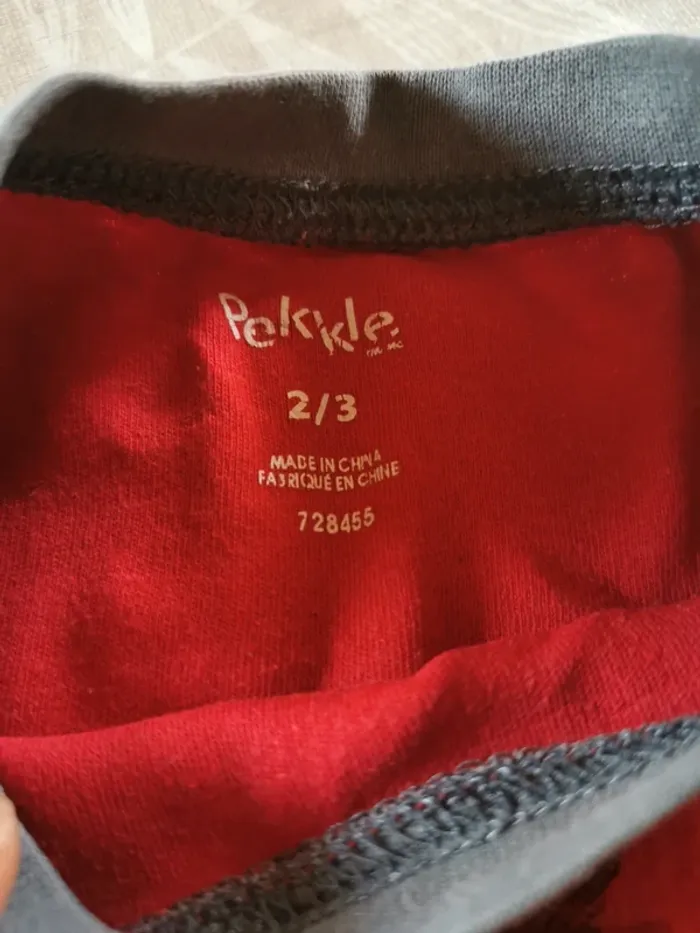 Pekkle
TM MC
2/3
MADE IN CHINA
FABRIQUÉ EN CHINE
728455